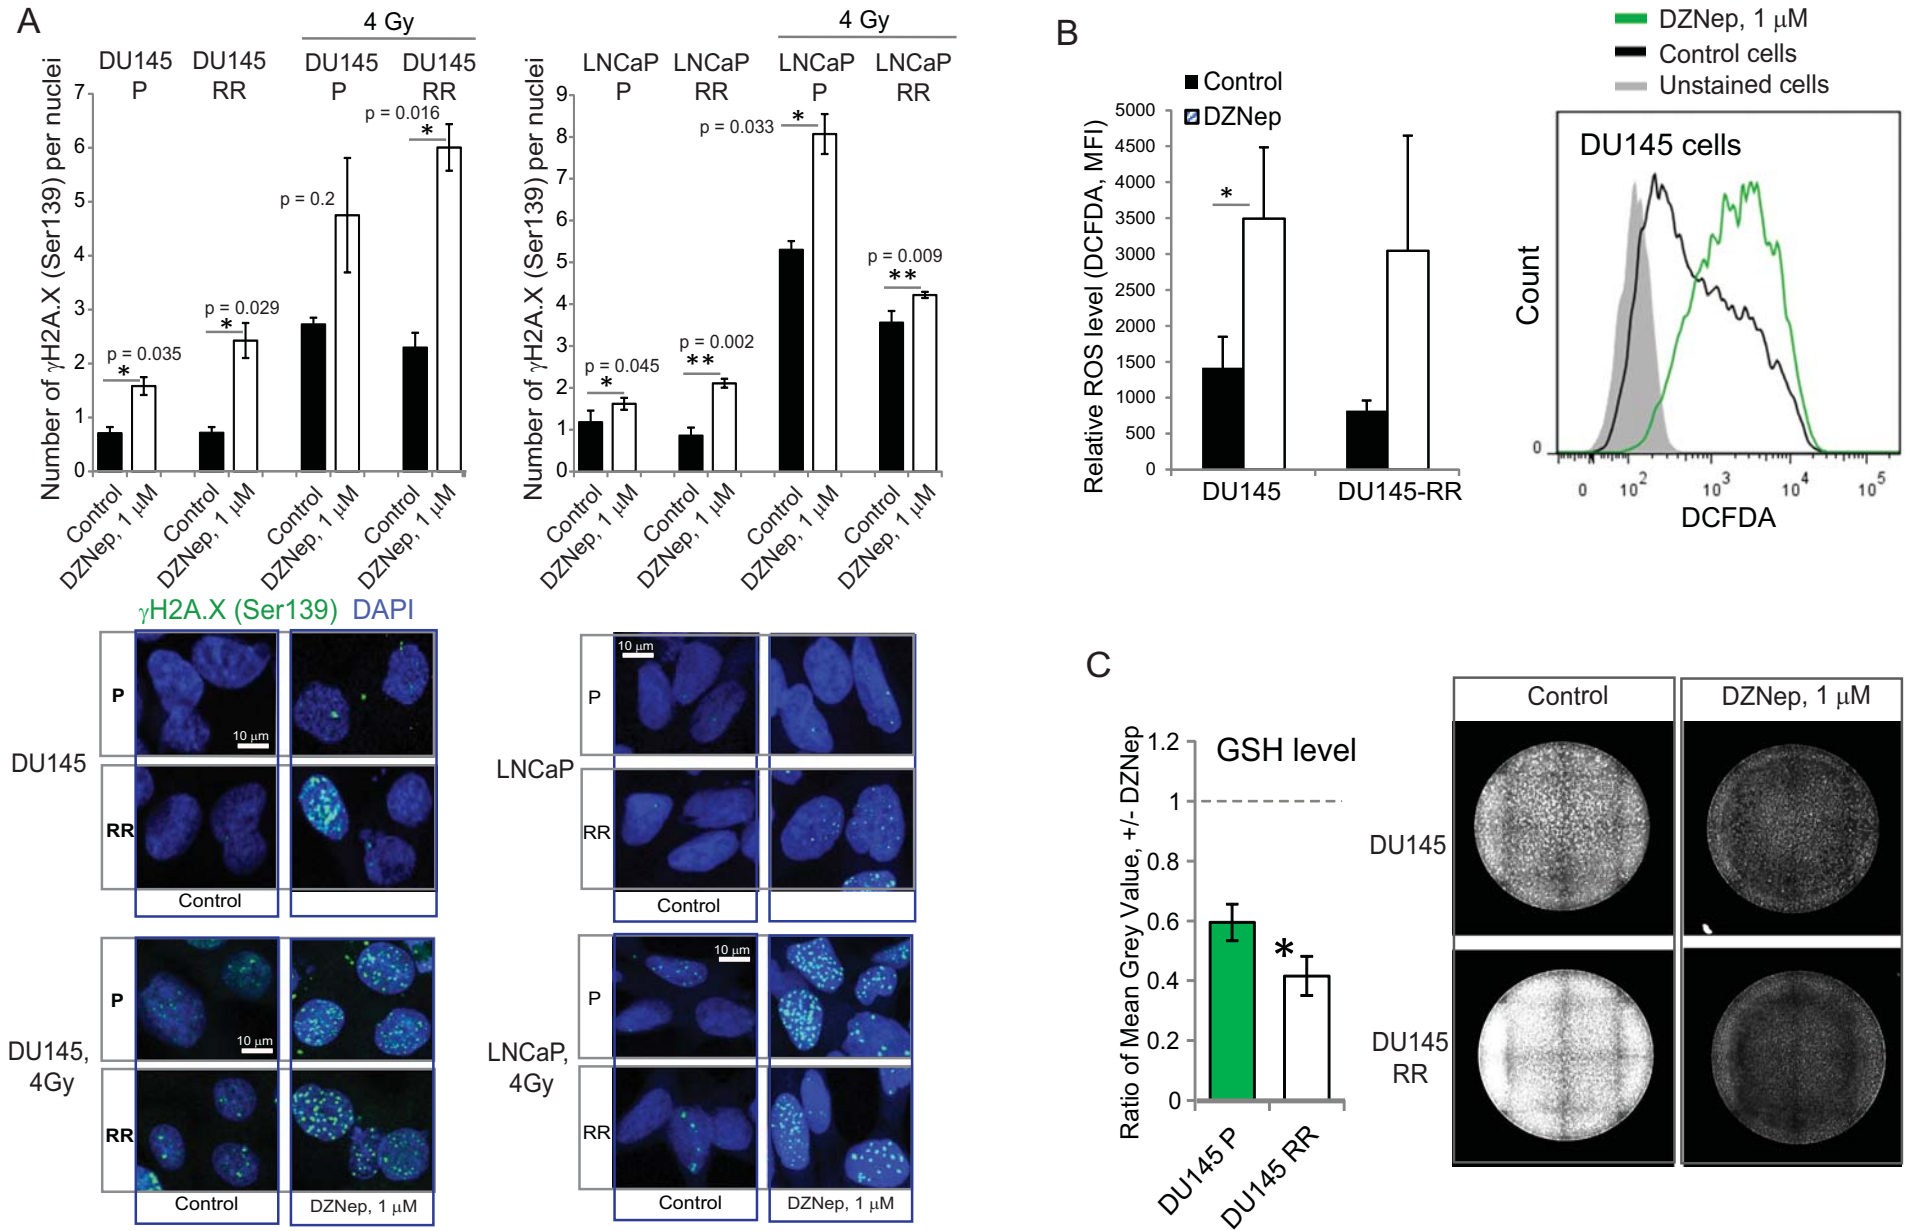 A
4 Gy
DU145 P
DU145 RR
DU145 P
DU145 RR
Number of γH2A.X (Ser139) per nuclei
7
6
5
4
3
2
1
0
p = 0.035
*
p = 0.029
*
p = 0.2
p = 0.016
*
Control
DZNep, 1 µM
Control
DZNep, 1 µM
Control
DZNep, 1 µM
Control
DZNep, 1 µM
4 Gy
LNCaP P
LNCaP RR
LNCaP P
LNCaP RR
Number of γH2A.X (Ser139) per nuclei
9
8
7
6
5
4
3
2
1
0
p = 0.045
*
p = 0.002
**
p = 0.033
*
p = 0.009
**
Control
DZNep, 1 µM
Control
DZNep, 1 µM
Control
DZNep, 1 µM
Control
DZNep, 1 µM
γH2A.X (Ser139) DAPI
DU145
P
10 µm
RR
Control
LNCaP
P
10 µm
RR
Control
DU145, 4Gy
P
10 µm
RR
Control
DZNep, 1 µM
LNCaP, 4Gy
P
10 µm
RR
Control
DZNep, 1 µM
B
Control
DZNep
Relative ROS level (DCFDA, MFI)
5000
4500
4000
3500
3000
2500
2000
1500
1000
500
0
*
DU145
DU145-RR
DZNep, 1 µM
Control cells
Unstained cells
DU145 cells
Count
0
0
10²
10³
10⁴
10⁵
DCFDA
C
GSH level
Ratio of Mean Grey Value, +/- DZNep
1.2
1
0.8
0.6
0.4
0.2
0
*
DU145 P
DU145 RR
Control
DZNep, 1 µM
DU145
DU145 RR